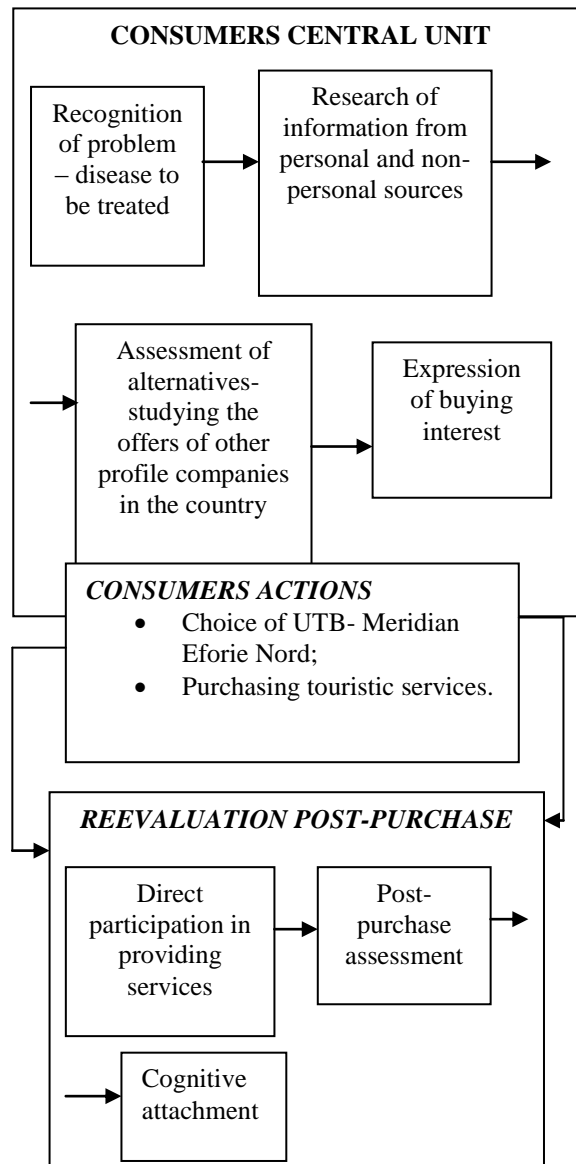 CONSUMERS CENTRAL UNIT
Recognition
of problem
– disease to
be treated
Research of
information from
personal and non-
personal sources
Assessment of
alternatives-
studying the
offers of other
profile companies
in the country
Expression
of buying
interest
CONSUMERS ACTIONS
• Choice of UTB- Meridian
Eforie Nord;
• Purchasing touristic services.
REEVALUATION POST-PURCHASE
Direct
participation in
providing
services
Post-
purchase
assessment
Cognitive
attachment